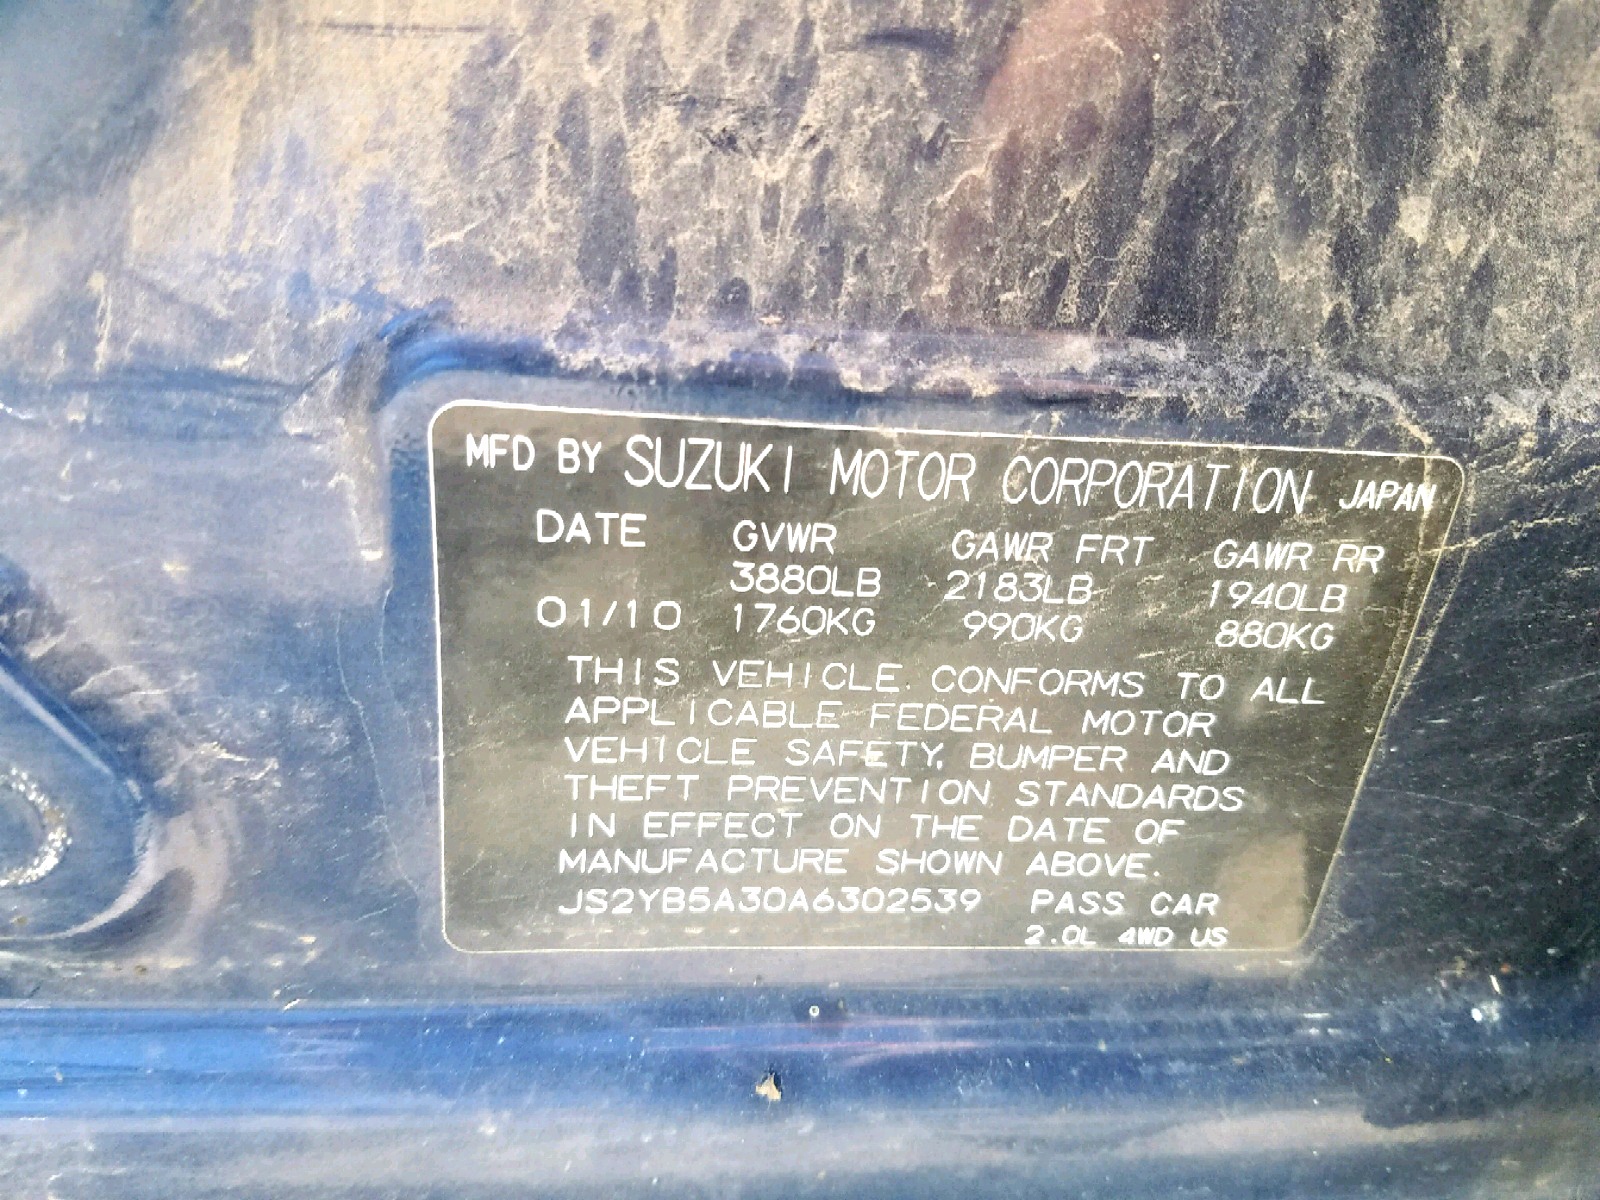 MFD BY SUZUKI MOTOR CORPORATION JAPAN
DATE GVWR GAWR FRT GAWR RR
3880LB 2183LB 1940LB
01/10 1760KG 990KG 880KG
THIS VEHICLE CONFORMS TO ALL
APPLICABLE FEDERAL MOTOR
VEHICLE SAFETY, BUMPER AND
THEFT PREVENTION STANDARDS
IN EFFECT ON THE DATE OF
MANUFACTURE SHOWN ABOVE.
JS2YB5A30A6302539 PASS CAR
2.0L 4WD US